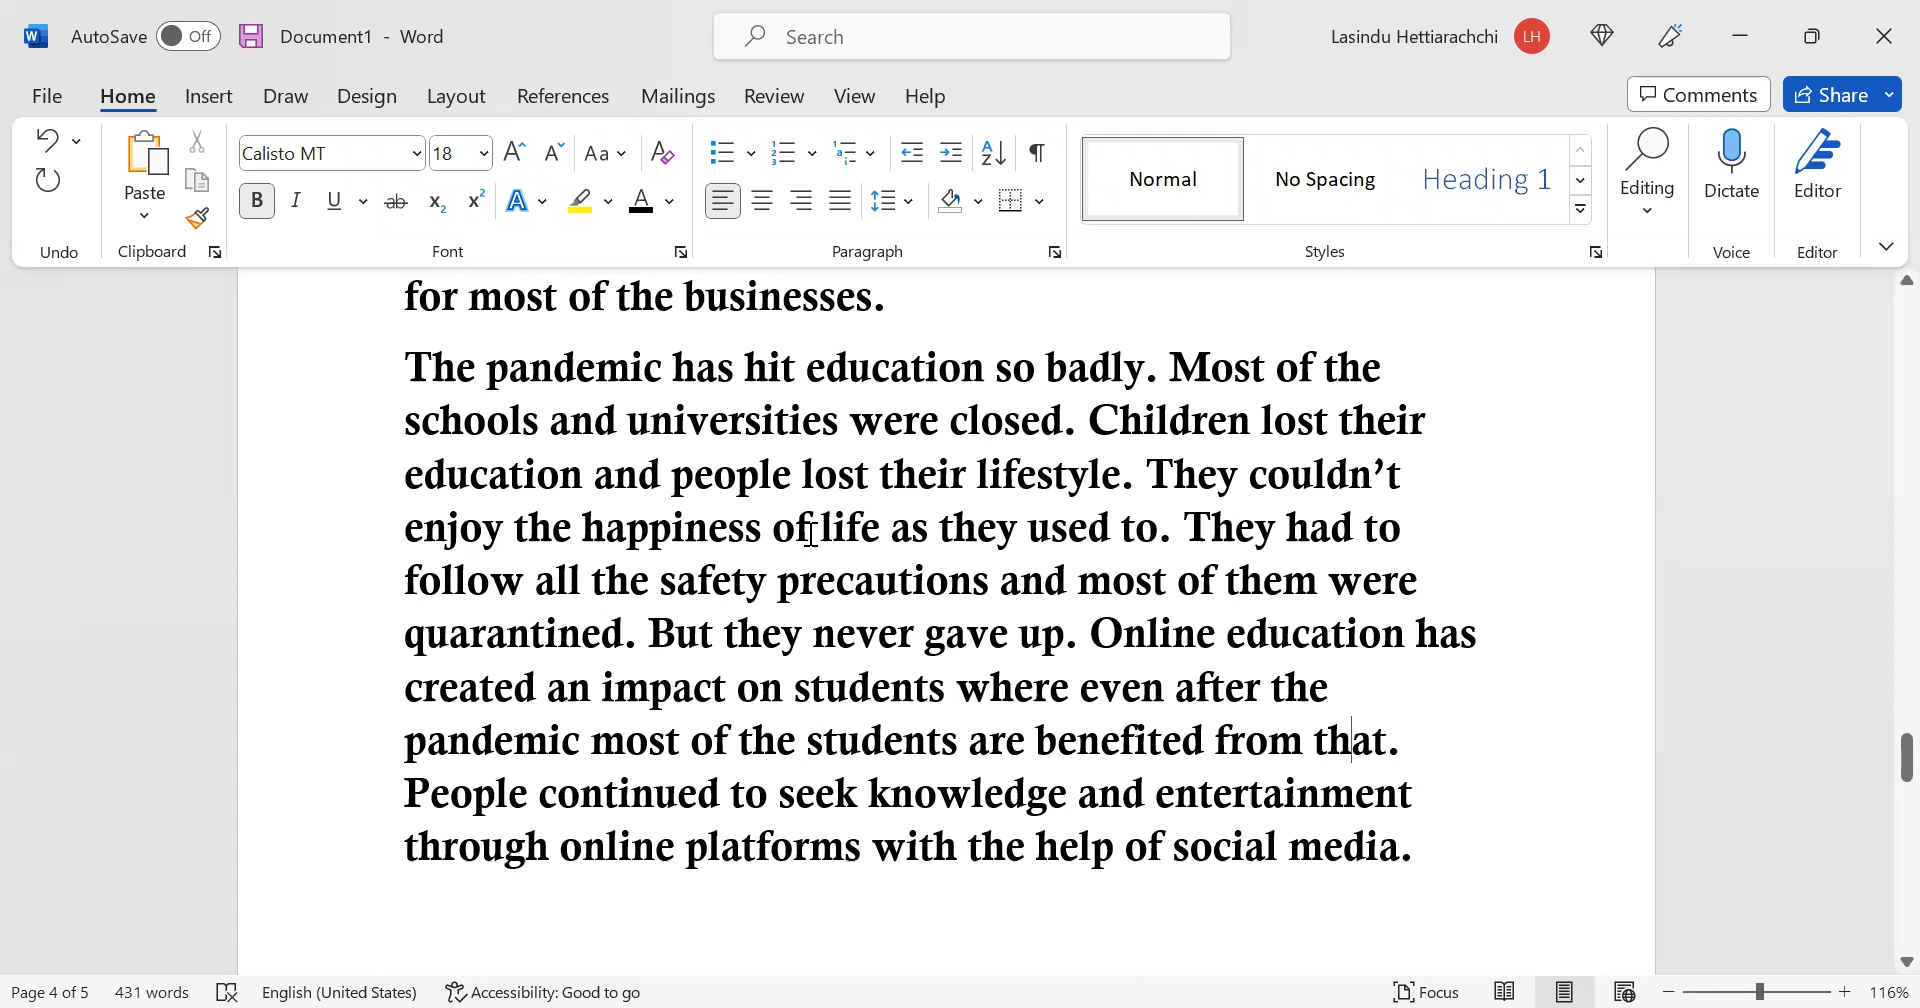 AutoSave Off Document1 - Word Search Lasindu Hettiarachchi LH
File Home Insert Draw Design Layout References Mailings Review View Help Comments Share
Calisto MT 18 Aa Normal No Spacing Heading 1
Paste Editing Dictate Editor
Undo Clipboard Font Paragraph Styles Voice Editor
for most of the businesses.
The pandemic has hit education so badly. Most of the
schools and universities were closed. Children lost their
education and people lost their lifestyle. They couldn’t
enjoy the happiness of life as they used to. They had to
follow all the safety precautions and most of them were
quarantined. But they never gave up. Online education has
created an impact on students where even after the
pandemic most of the students are benefited from that.
People continued to seek knowledge and entertainment
through online platforms with the help of social media.
Page 4 of 5 431 words English (United States) Accessibility: Good to go Focus 116%